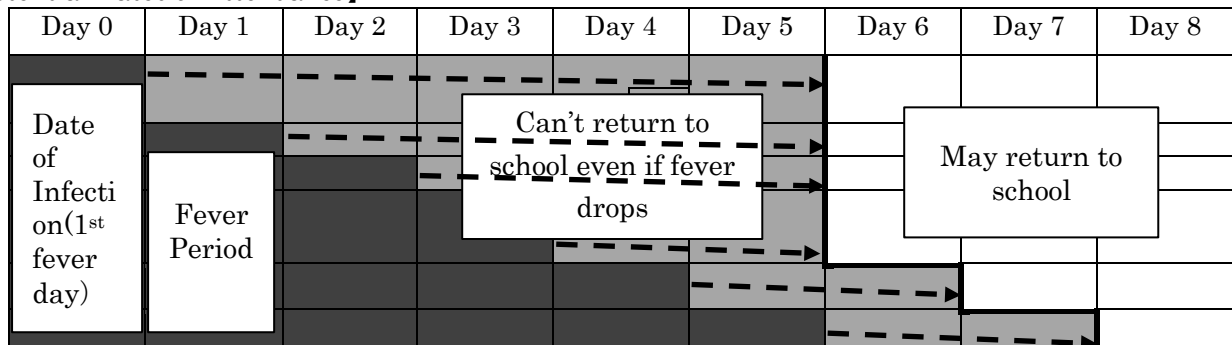 Day 0 Day 1 Day 2 Day 3 Day 4 Day 5 Day 6 Day 7 Day 8
Date
of
Infecti
on(1st
fever
day)
Fever
Period
Can't return to
school even if fever
drops
May return to
school